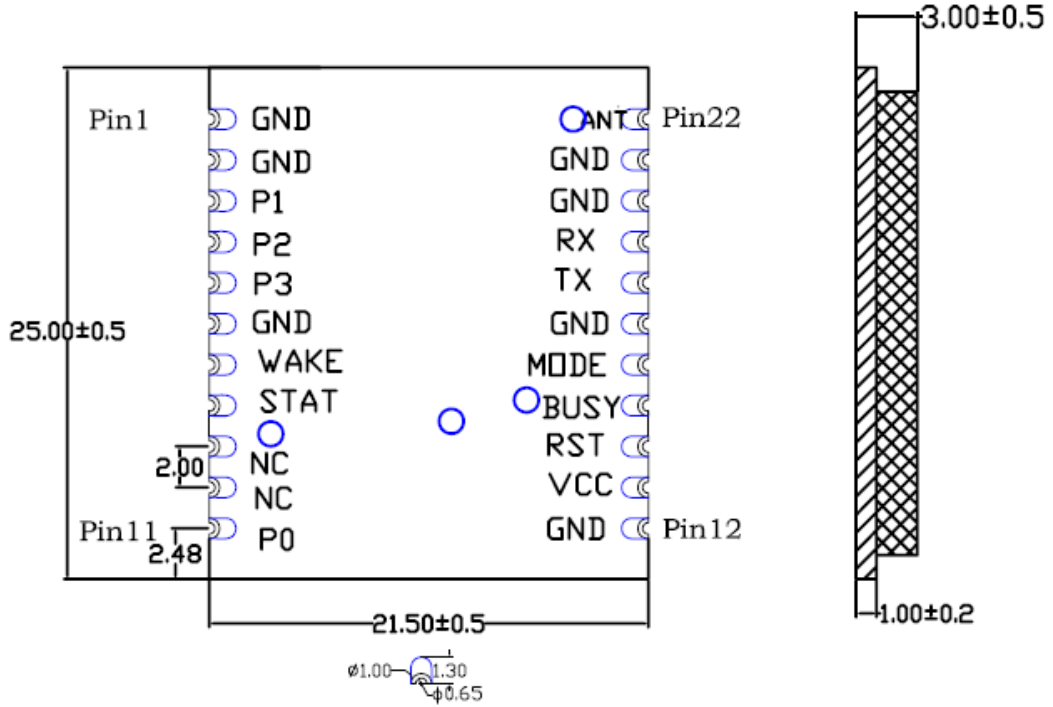 3.00±0.5
Pin1 GND ANT Pin22
GND GND
P1 GND
P2 RX
P3 TX
GND GND
25.00±0.5
WAKE MODE
STAT BUSY
RST
2.00 NC
NC VCC
Pin11 P0 GND Pin12
2.48
1.00±0.2
21.50±0.5
ø1.00 1.30
ϕ0.65